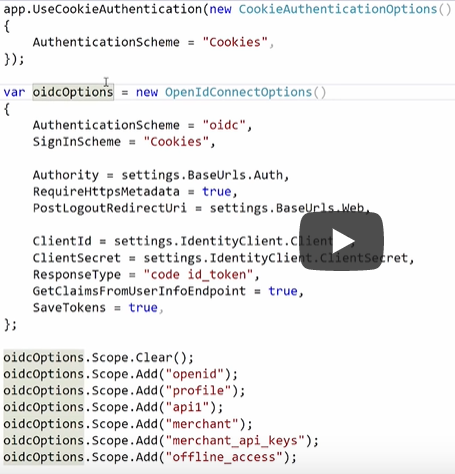 app.UseCookieAuthentication(new CookieAuthenticationOptions()
{
    AuthenticationScheme = "Cookies",
});

var oidcOptions = new OpenIdConnectOptions()
{
    AuthenticationScheme = "oidc",
    SignInScheme = "Cookies",

    Authority = settings.BaseUrls.Auth,
    RequireHttpsMetadata = true,
    PostLogoutRedirectUri = settings.BaseUrls.Web,

    ClientId = settings.IdentityClient.
    ClientSecret = settings.IdentityClient.ClientSecret,
    ResponseType = "code id_token",
    GetClaimsFromUserInfoEndpoint = true,
    SaveTokens = true,
};

oidcOptions.Scope.Clear();
oidcOptions.Scope.Add("openid");
oidcOptions.Scope.Add("profile");
oidcOptions.Scope.Add("api1");
oidcOptions.Scope.Add("merchant");
oidcOptions.Scope.Add("merchant_api_keys");
oidcOptions.Scope.Add("offline_access");